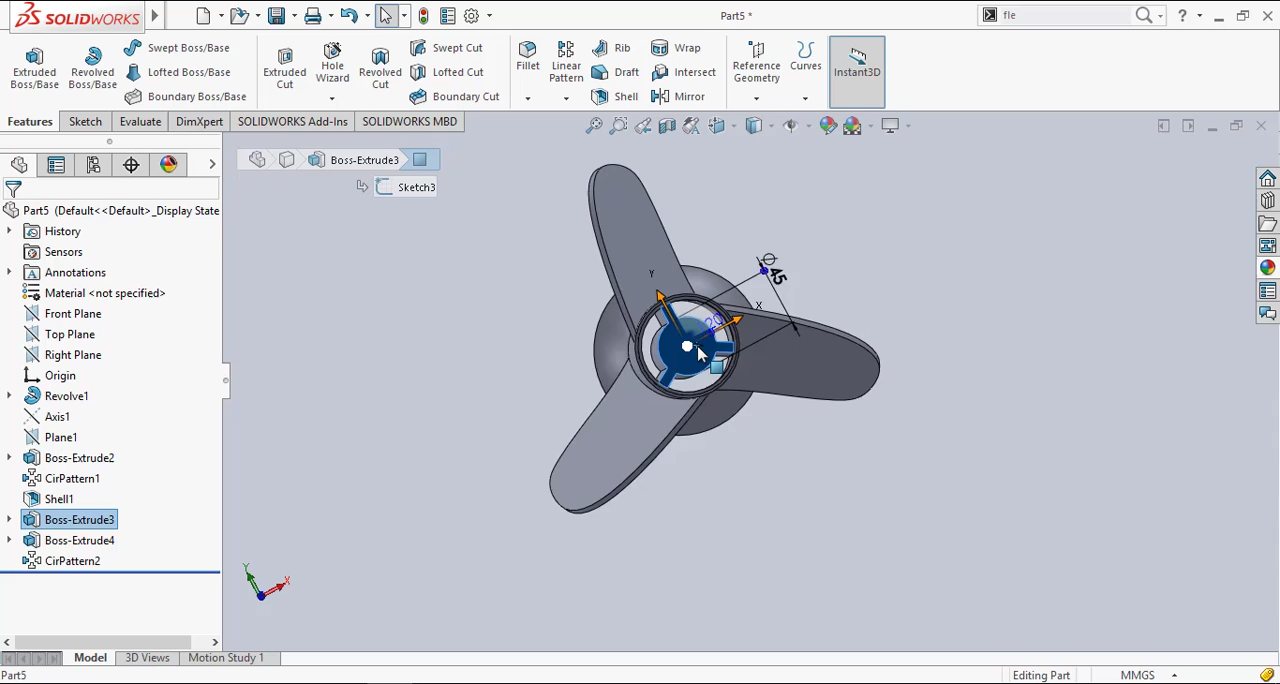 SOLIDWORKS
Part5 *
fle
Extruded Boss/Base
Revolved Boss/Base
Swept Boss/Base
Lofted Boss/Base
Boundary Boss/Base
Extruded Cut
Hole Wizard
Revolved Cut
Swept Cut
Lofted Cut
Boundary Cut
Fillet
Linear Pattern
Rib
Draft
Shell
Wrap
Intersect
Mirror
Reference Geometry
Curves
Instant3D
Features
Sketch
Evaluate
DimXpert
SOLIDWORKS Add-Ins
SOLIDWORKS MBD
Boss-Extrude3
Sketch3
Part5 (Default<<Default>_Display State
History
Sensors
Annotations
Material <not specified>
Front Plane
Top Plane
Right Plane
Origin
Revolve1
Axis1
Plane1
Boss-Extrude2
CirPattern1
Shell1
Boss-Extrude3
Boss-Extrude4
CirPattern2
Y
X
⌀45
20
Y
X
Model
3D Views
Motion Study 1
Part5
Editing Part
MMGS